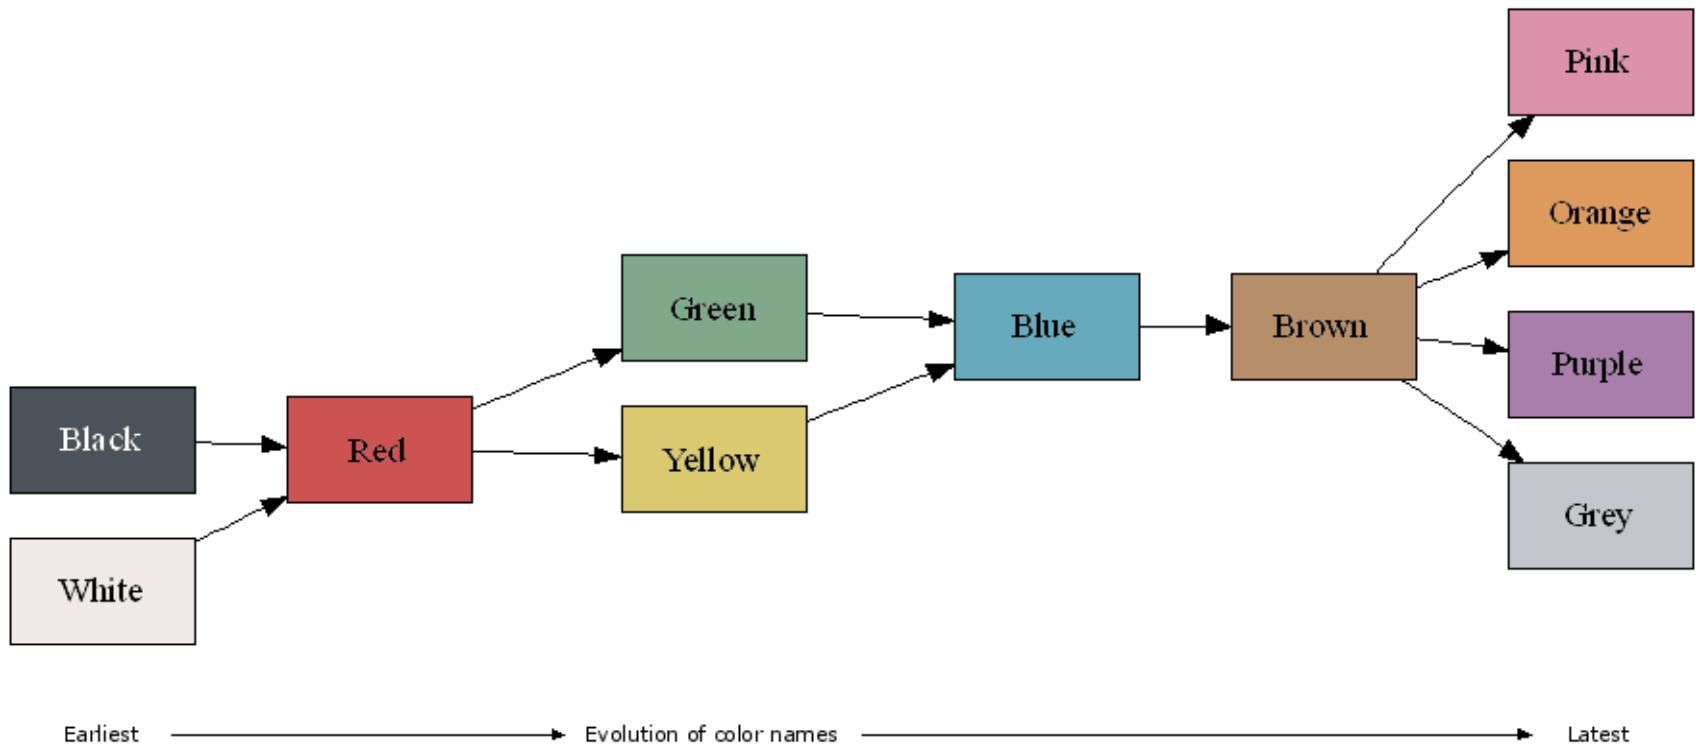 Pink
Orange
Green
Blue
Brown
Purple
Black
Red
Yellow
Grey
White
Earliest
Evolution of color names
Latest